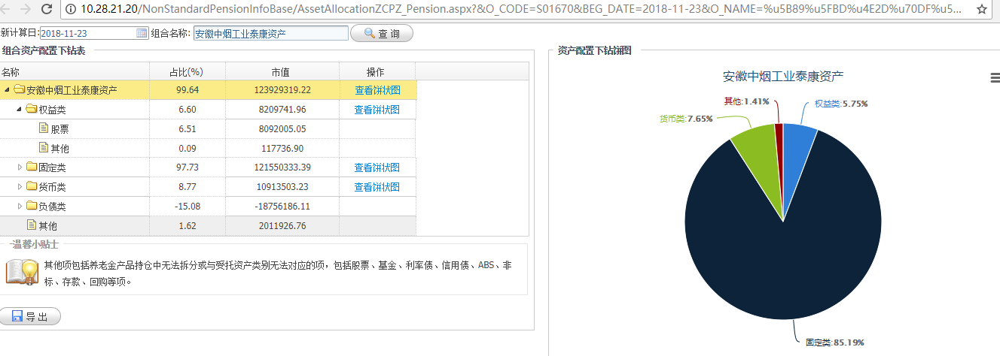 10.28.21.20/NonStandardPensionInfoBase/AssetAllocationZCPZ_Pension.aspx?&O_CODE=S01670&BEG_DATE=2018-11-23&O_NAME=%u5B89%u5FBD%u4E2D%u70DF%u5...
新计算日: 2018-11-23 组合名称: 安徽中烟工业泰康资产 查 询
组合资产配置下钻表
名称 占比(%) 市值 操作
安徽中烟工业泰康资产 99.64 123929319.22 查看饼状图
权益类 6.60 8209741.96 查看饼状图
股票 6.51 8092005.05
其他 0.09 117736.90
固定类 97.73 121550333.39 查看饼状图
货币类 8.77 10913503.23 查看饼状图
负债类 -15.08 -18756186.11
其他 1.62 2011926.76
温馨小贴士
其他项包括养老金产品持仓中无法拆分或与受托资产类别无法对应的项，包括股票、基金、利率债、信用债、ABS、非
标、存款、回购等项。
导 出
资产配置下钻饼图
安徽中烟工业泰康资产
其他:1.41%
权益类:5.75%
货币类:7.65%
固定类:85.19%